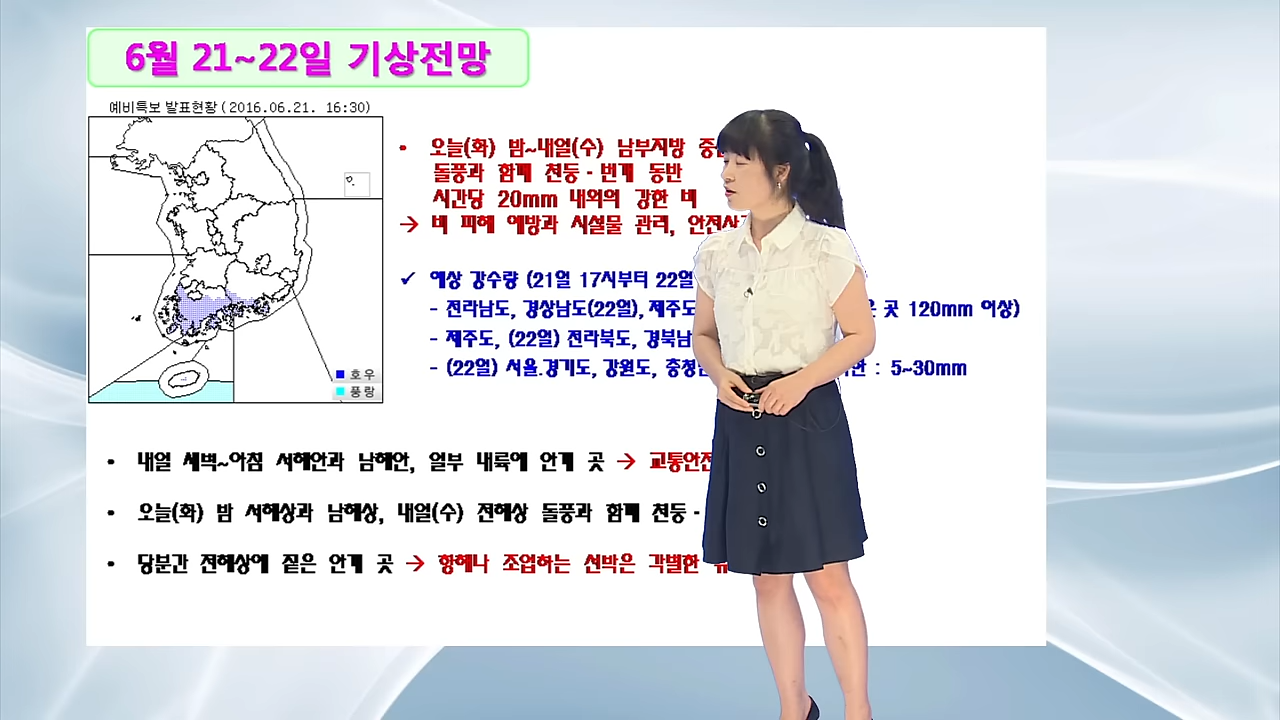 6월 21~22일 기상전망
예비특보 발표현황 (2016.06.21. 16:30)
호우
풍랑
• 오늘(화) 밤~내일(수) 남부지방
돌풍과 함께 천둥·번개 동반
시간당 20mm 내외의 강한 비
→ 비 피해 예방과 시설물 관리,
✓ 예상 강수량 (21일 17시부터 22일
- 전라남도, 경상남도(22일), 제주도 곳 120mm 이상)
- 제주도, (22일) 전라북도, 경북남
- (22일) 서울.경기도, 강원도, : 5~30mm
• 내일 새벽~아침 서해안과 남해안, 일부 내륙에 안개 곳 → 교통안전
• 오늘(화) 밤 서해상과 남해상, 내일(수) 전해상 돌풍과 함께 천둥·
• 당분간 전해상에 짙은 안개 곳 → 항해나 조업하는 선박은 각별한